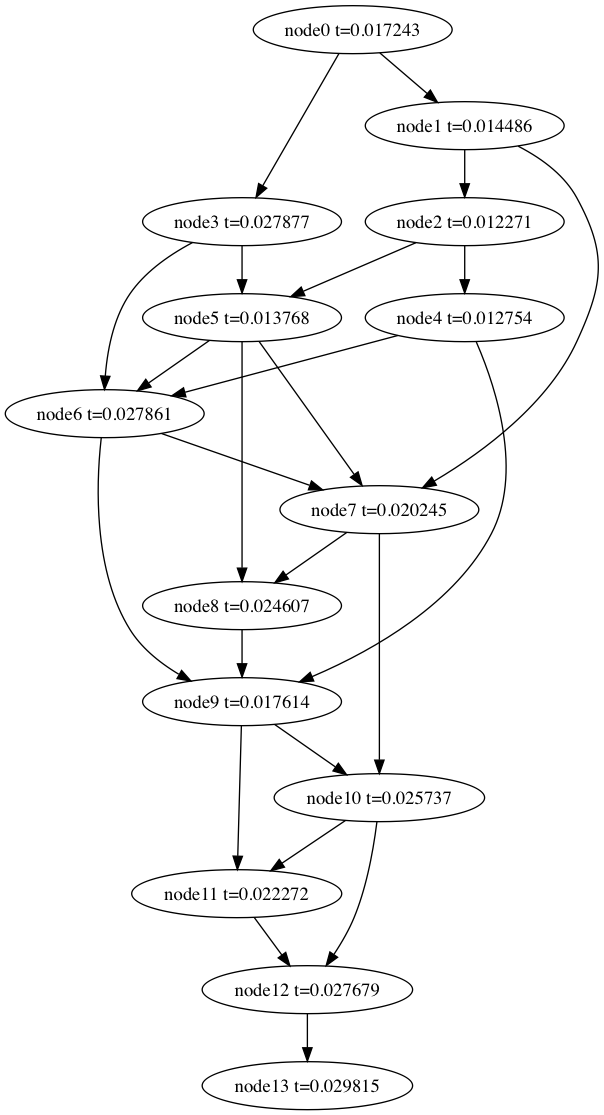 node0 t=0.017243
node1 t=0.014486
node3 t=0.027877
node2 t=0.012271
node5 t=0.013768
node4 t=0.012754
node6 t=0.027861
node7 t=0.020245
node8 t=0.024607
node9 t=0.017614
node10 t=0.025737
node11 t=0.022272
node12 t=0.027679
node13 t=0.029815